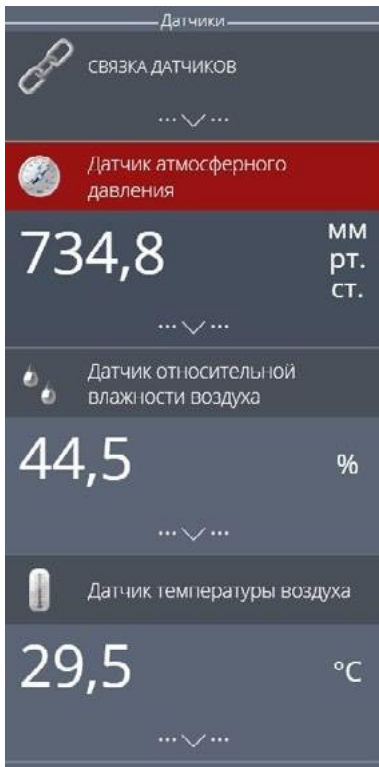 Датчики
СВЯЗКА ДАТЧИКОВ
Датчик атмосферного
давления
734,8
мм
рт.
ст.
Датчик относительной
влажности воздуха
44,5 %
Датчик температуры воздуха
29,5 °C